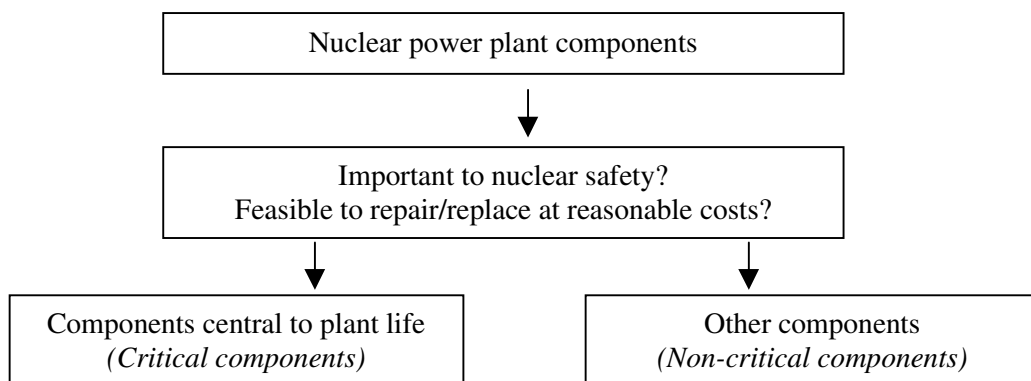 Nuclear power plant components
Important to nuclear safety?
Feasible to repair/replace at reasonable costs?
Components central to plant life
(Critical components)
Other components
(Non-critical components)